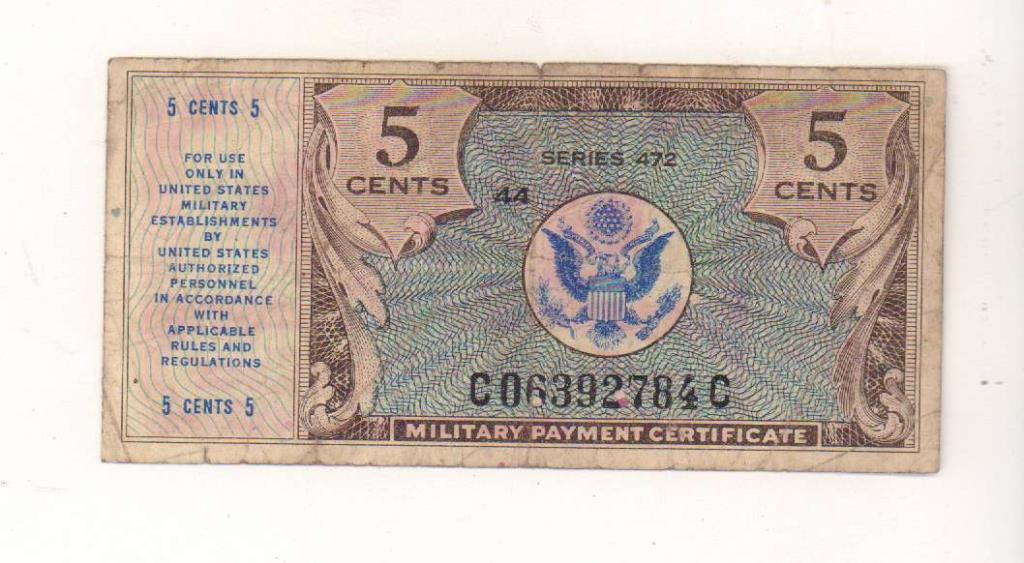 5 CENTS 5
FOR USE
ONLY IN
UNITED STATES
MILITARY
ESTABLISHMENTS
BY
UNITED STATES
AUTHORIZED
PERSONNEL
IN ACCORDANCE
WITH
APPLICABLE
RULES AND
REGULATIONS
5 CENTS 5
5
CENTS
SERIES 472
44
5
CENTS
C06392784C
MILITARY PAYMENT CERTIFICATE